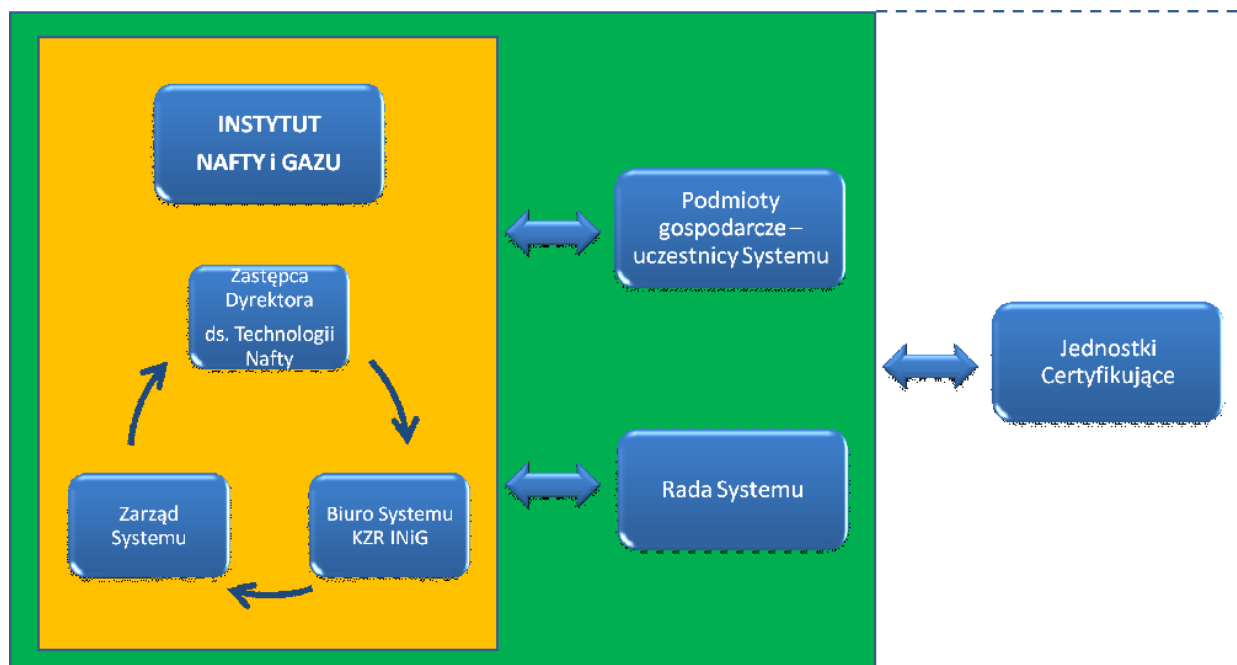 INSTYTUT
NAFTY i GAZU
Zastępca
Dyrektora
ds. Technologii
Nafty
Zarząd
Systemu
Biuro Systemu
KZR INiG
Podmioty
gospodarcze –
uczestnicy Systemu
Rada Systemu
Jednostki
Certyfikujące